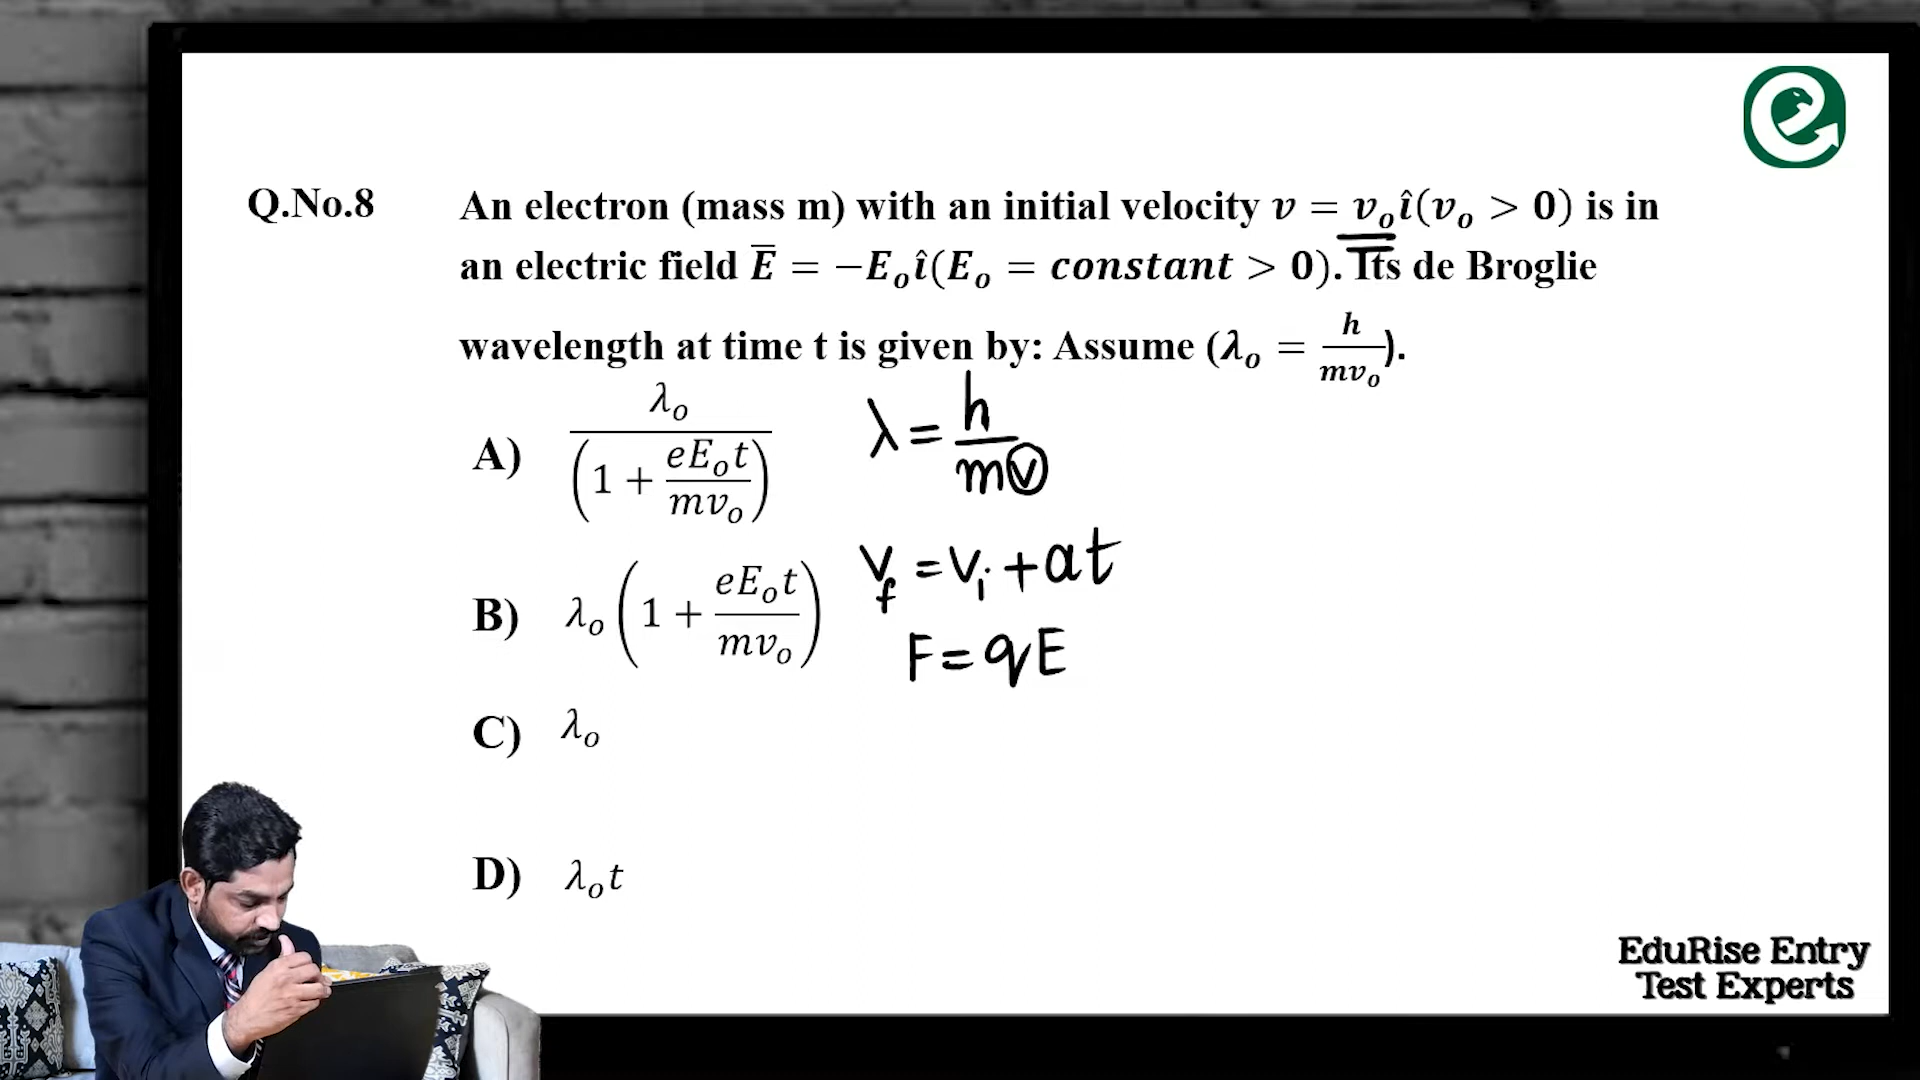 Q.No.8 An electron (mass m) with an initial velocity v = v₀î(v₀ > 0) is in
an electric field E̅ = −E₀î(E₀ = constant > 0). Its de Broglie
wavelength at time t is given by: Assume (λ₀ = h/mv₀).
A) λ₀/(1 + eE₀t/mv₀)
λ = h/mv
B) λ₀(1 + eE₀t/mv₀)
v_f = v_i + at
F = qE
C) λ₀
D) λ₀t
EduRise Entry
Test Experts